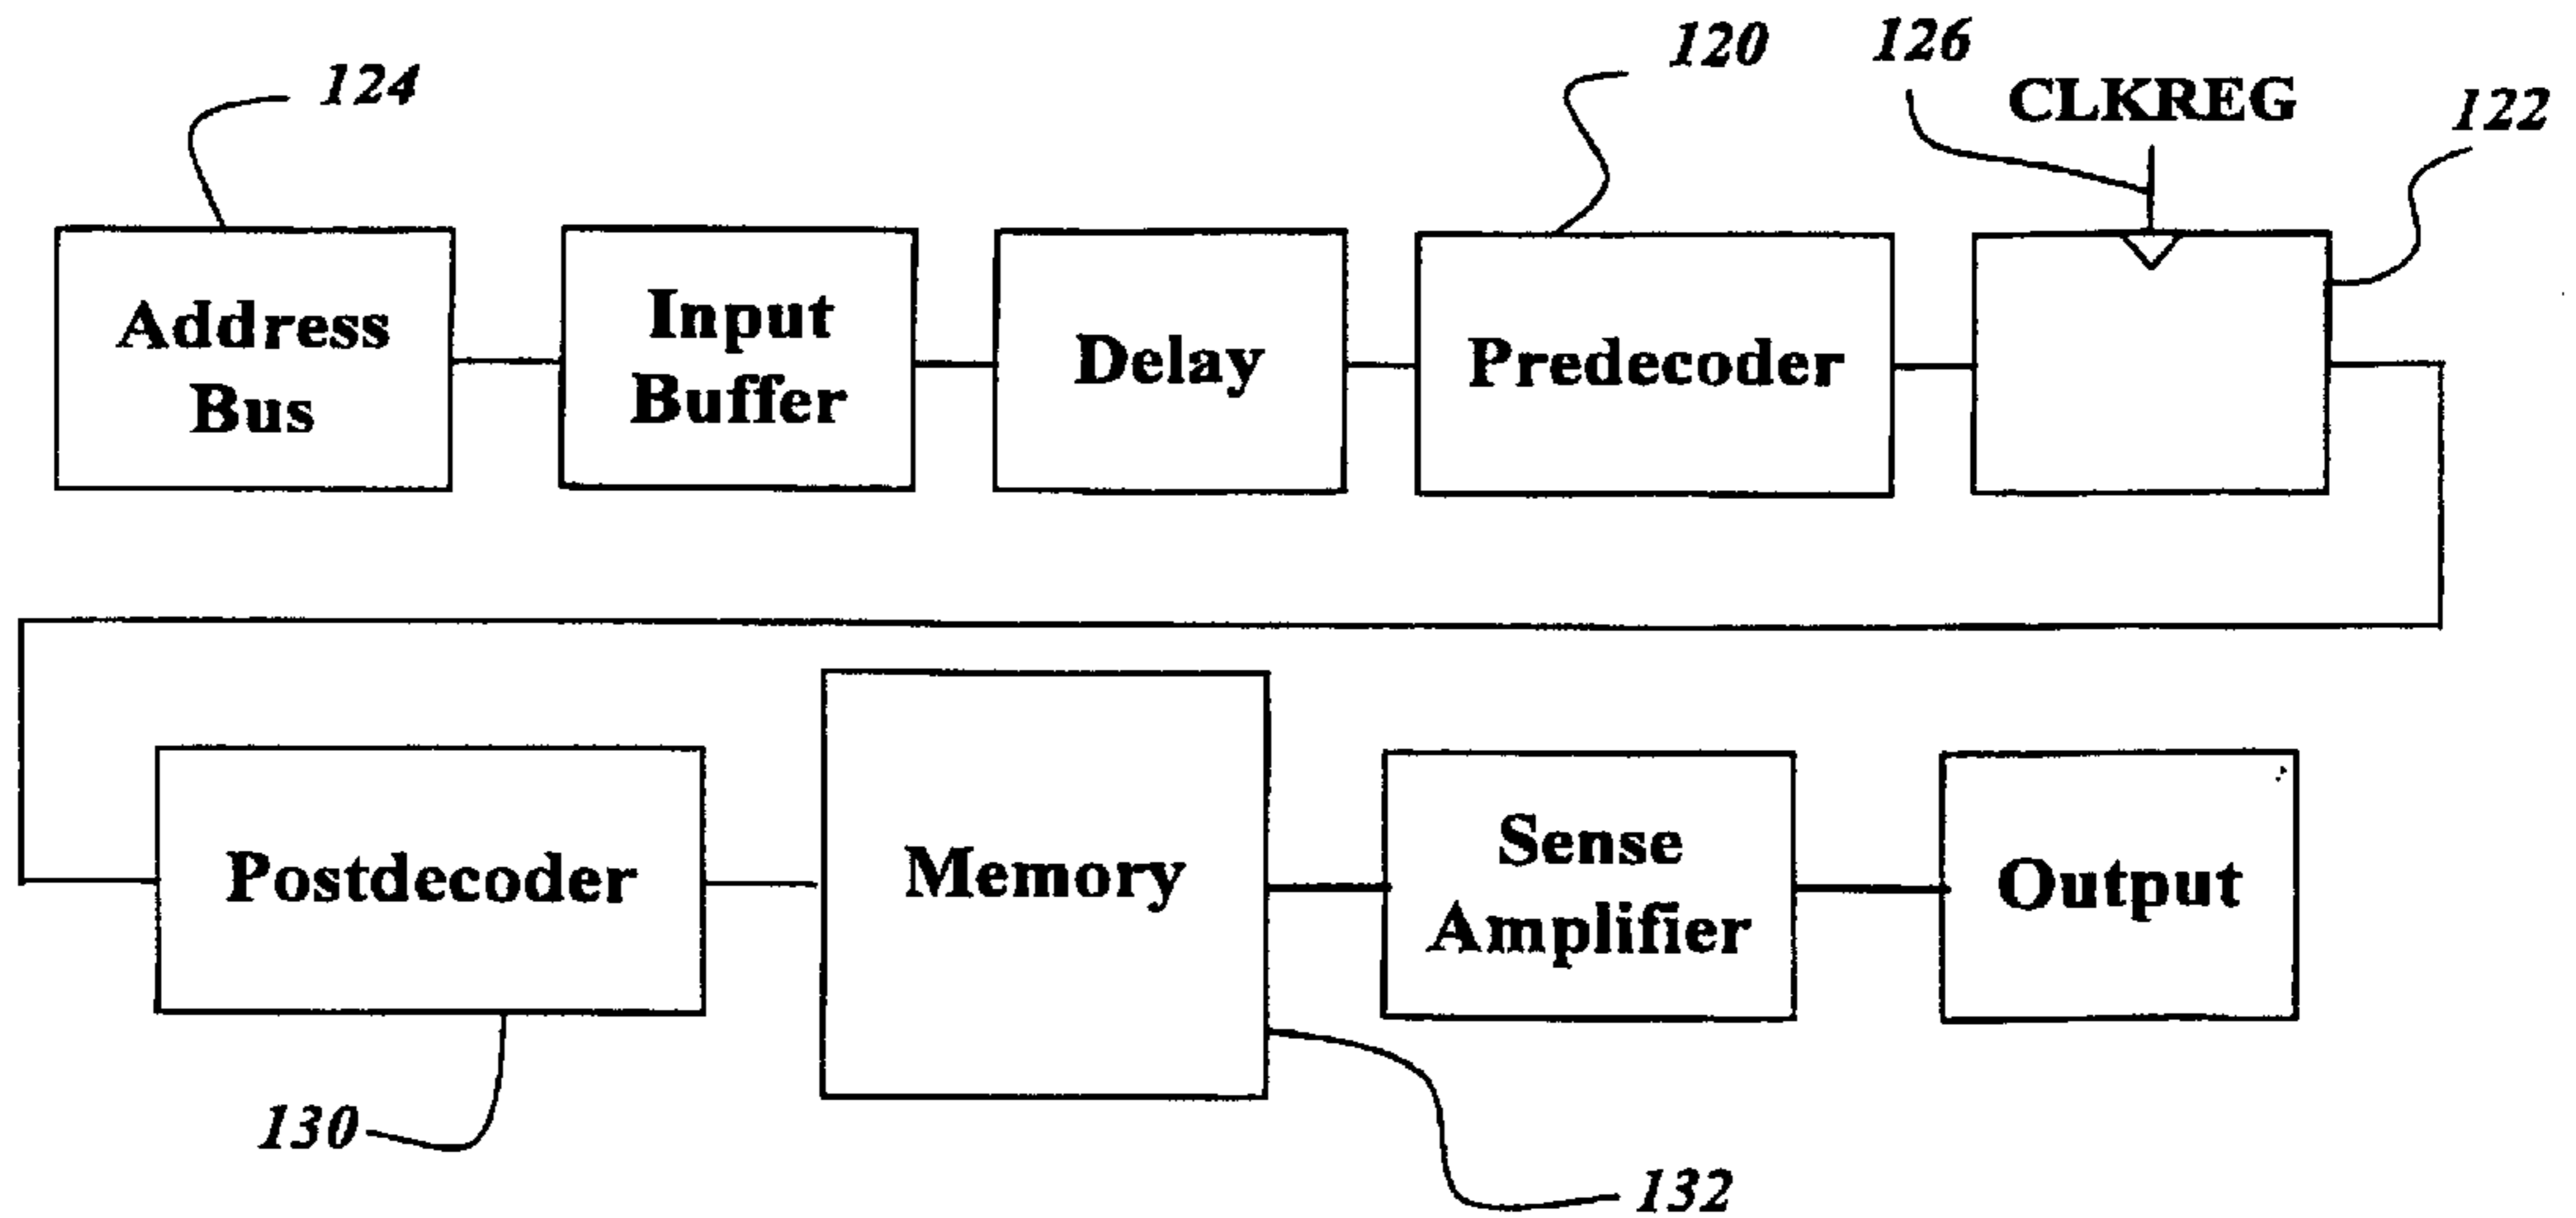 124
120
126
CLKREG
122
Address
Bus
Input
Buffer
Delay
Predecoder
Postdecoder
Memory
Sense
Amplifier
Output
130
132